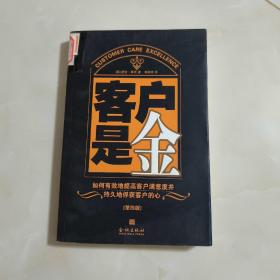 CUSTOMER CARE EXCELLENCE
客户
是金
如何有效地提高客户满意度并
持久地俘获客户的心
(第四版)
金城出版社